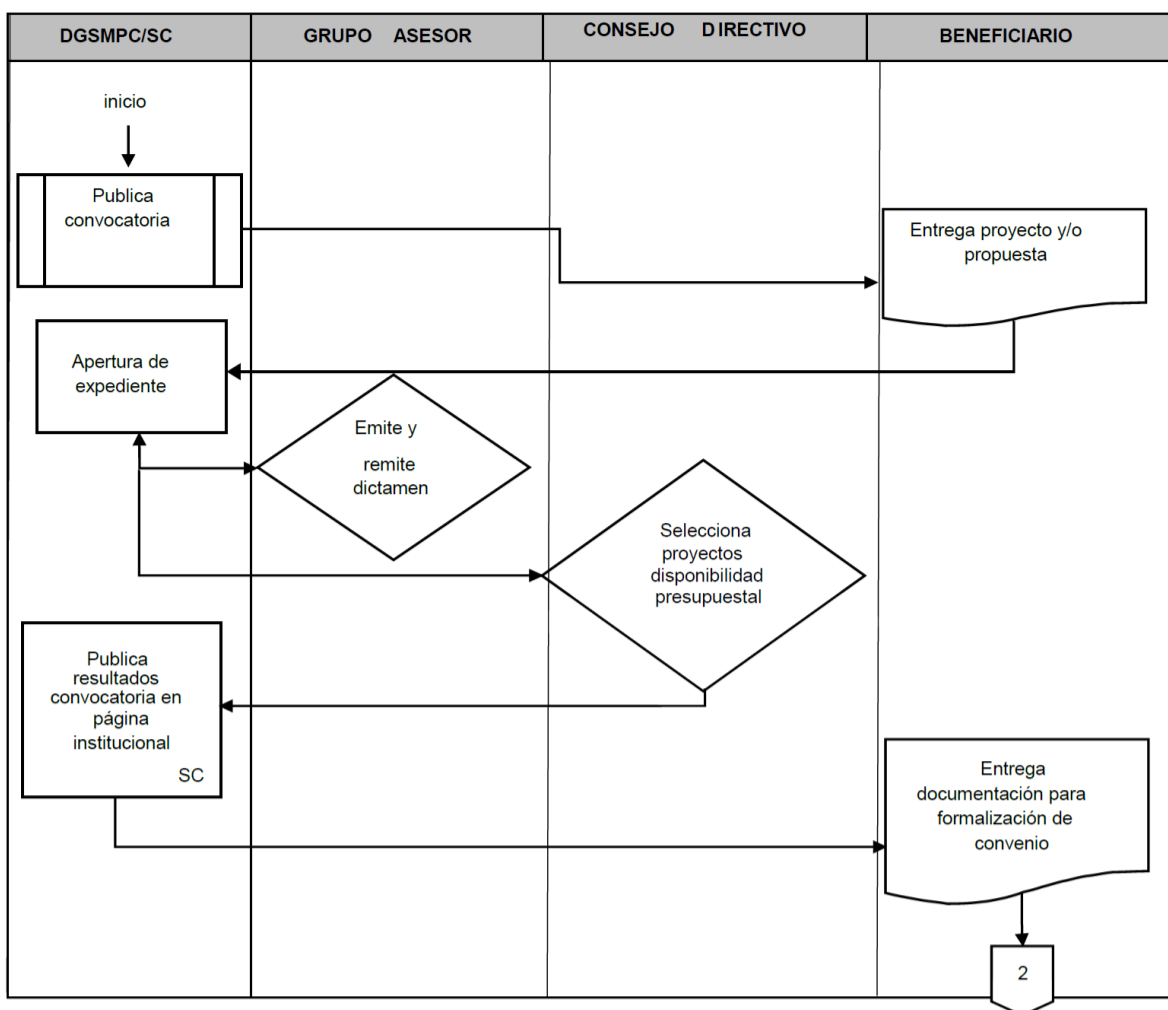 DGSMPC/SC
GRUPO ASESOR
CONSEJO DIRECTIVO
BENEFICIARIO
inicio
Publica
convocatoria
Entrega proyecto y/o
propuesta
Apertura de
expediente
Emite y
remite
dictamen
Selecciona
proyectos
disponibilidad
presupuestal
Publica
resultados
convocatoria en
página
institucional
SC
Entrega
documentación para
formalización de
convenio
2